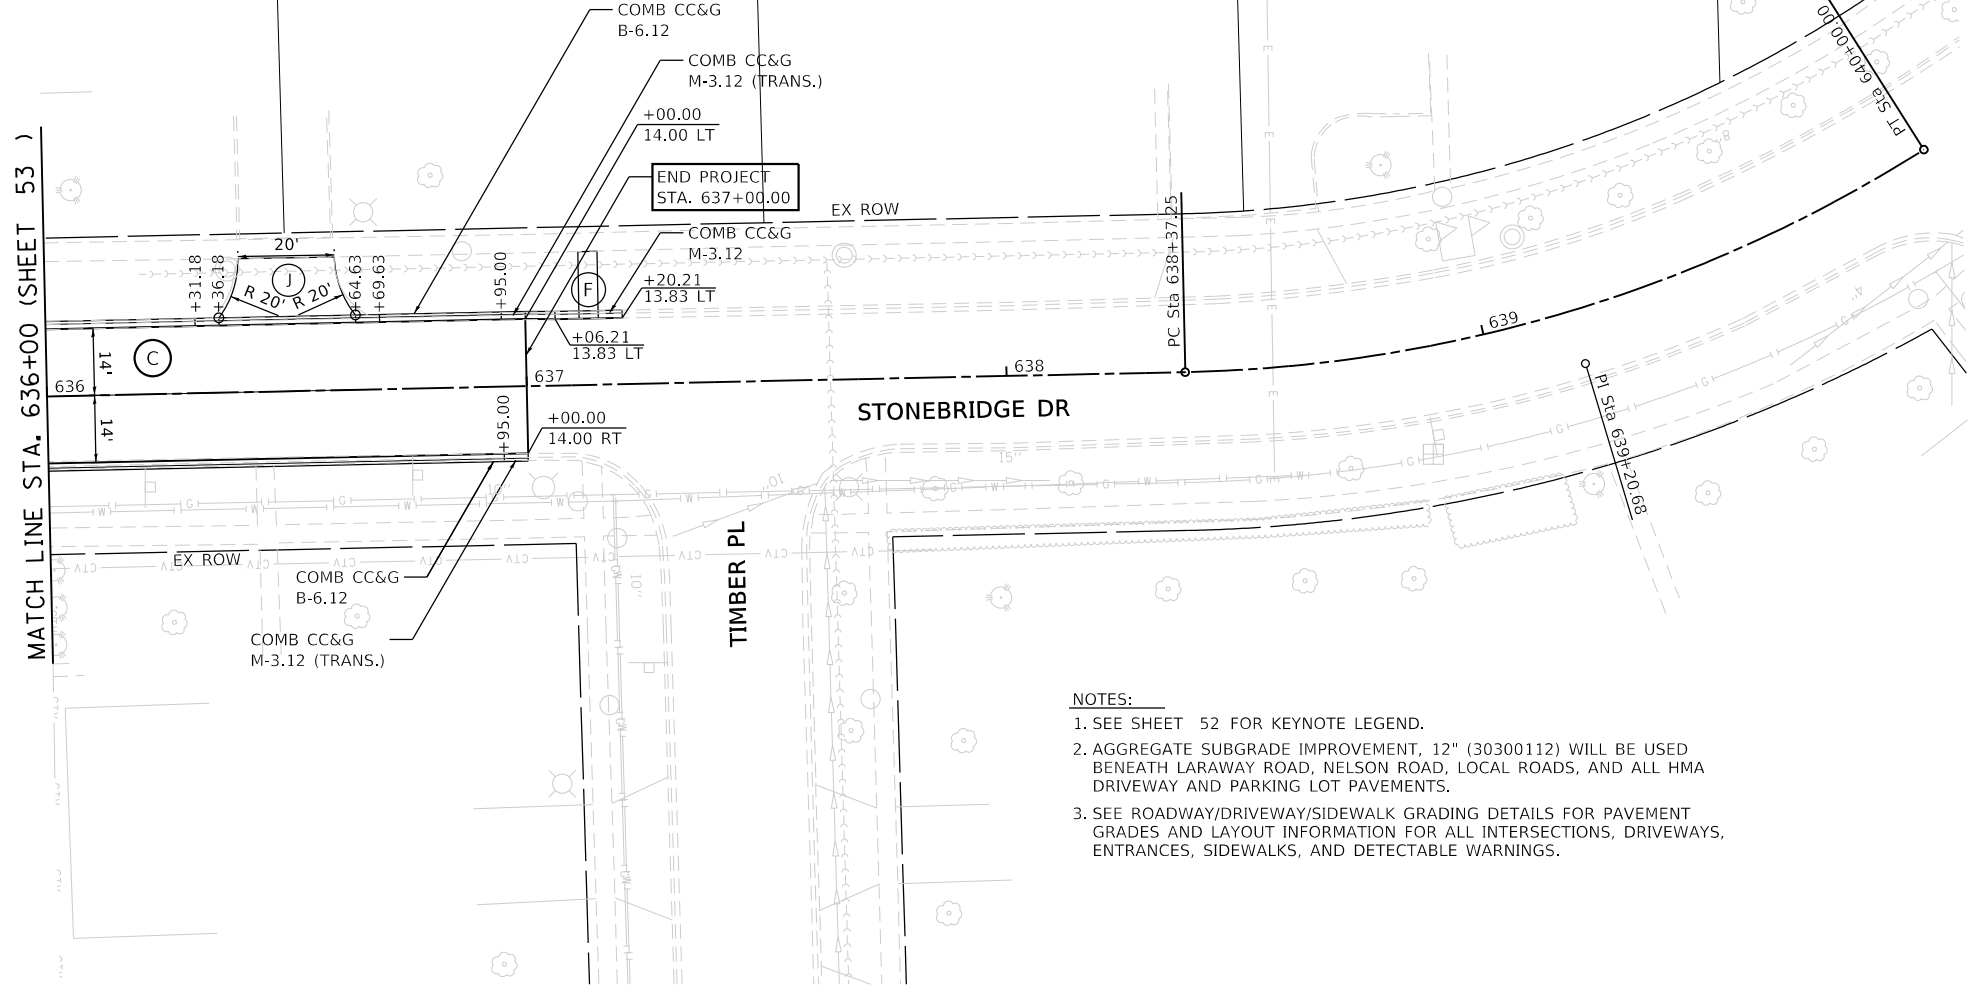 COMB CC&G
B-6.12
COMB CC&G
M-3.12 (TRANS.)
+00.00
14.00 LT
END PROJECT
STA. 637+00.00
COMB CC&G
M-3.12
+20.21
13.83 LT
+06.21
13.83 LT
EX ROW
MATCH LINE STA. 636+00 (SHEET 53 )
20'
J
R 20'
R 20'
+31.18
+36.18
+64.63
+69.63
+95.00
F
C
14'
14'
636
637
638
639
PC Sta 638+37.25
PI Sta 639+20.68
PT Sta 640+00.00
8"
4"
STONEBRIDGE DR
+95.00
+00.00
14.00 RT
15"
10"
10"
10"
G
W
E
CTV
GW
EX ROW
COMB CC&G
B-6.12
COMB CC&G
M-3.12 (TRANS.)
TIMBER PL
NOTES:
1. SEE SHEET 52 FOR KEYNOTE LEGEND.
2. AGGREGATE SUBGRADE IMPROVEMENT, 12" (30300112) WILL BE USED
BENEATH LARAWAY ROAD, NELSON ROAD, LOCAL ROADS, AND ALL HMA
DRIVEWAY AND PARKING LOT PAVEMENTS.
3. SEE ROADWAY/DRIVEWAY/SIDEWALK GRADING DETAILS FOR PAVEMENT
GRADES AND LAYOUT INFORMATION FOR ALL INTERSECTIONS, DRIVEWAYS,
ENTRANCES, SIDEWALKS, AND DETECTABLE WARNINGS.